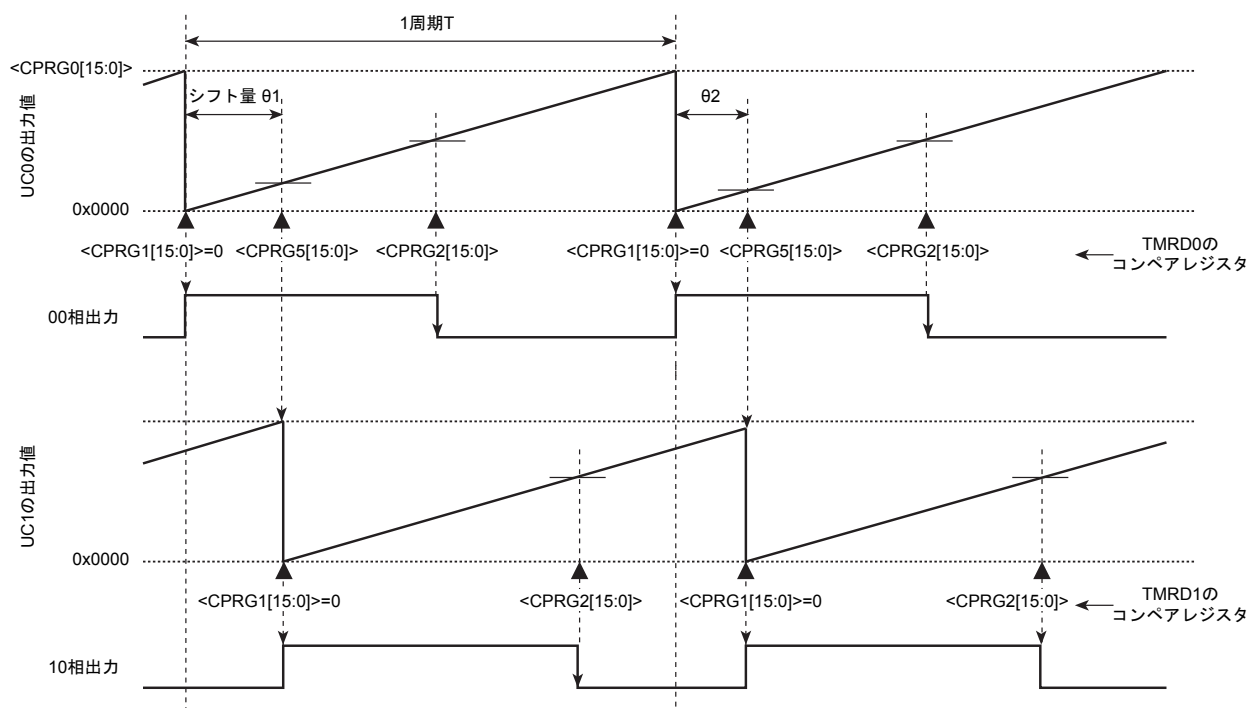 1周期T
<CPRG0[15:0]>
シフト量 θ1
θ2
UC0の出力値
0x0000
<CPRG1[15:0]>=0
<CPRG5[15:0]>
<CPRG2[15:0]>
<CPRG1[15:0]>=0
<CPRG5[15:0]>
<CPRG2[15:0]>
TMRD0の
コンペアレジスタ
00相出力
UC1の出力値
0x0000
<CPRG1[15:0]>=0
<CPRG2[15:0]>
<CPRG1[15:0]>=0
<CPRG2[15:0]>
TMRD1の
コンペアレジスタ
10相出力